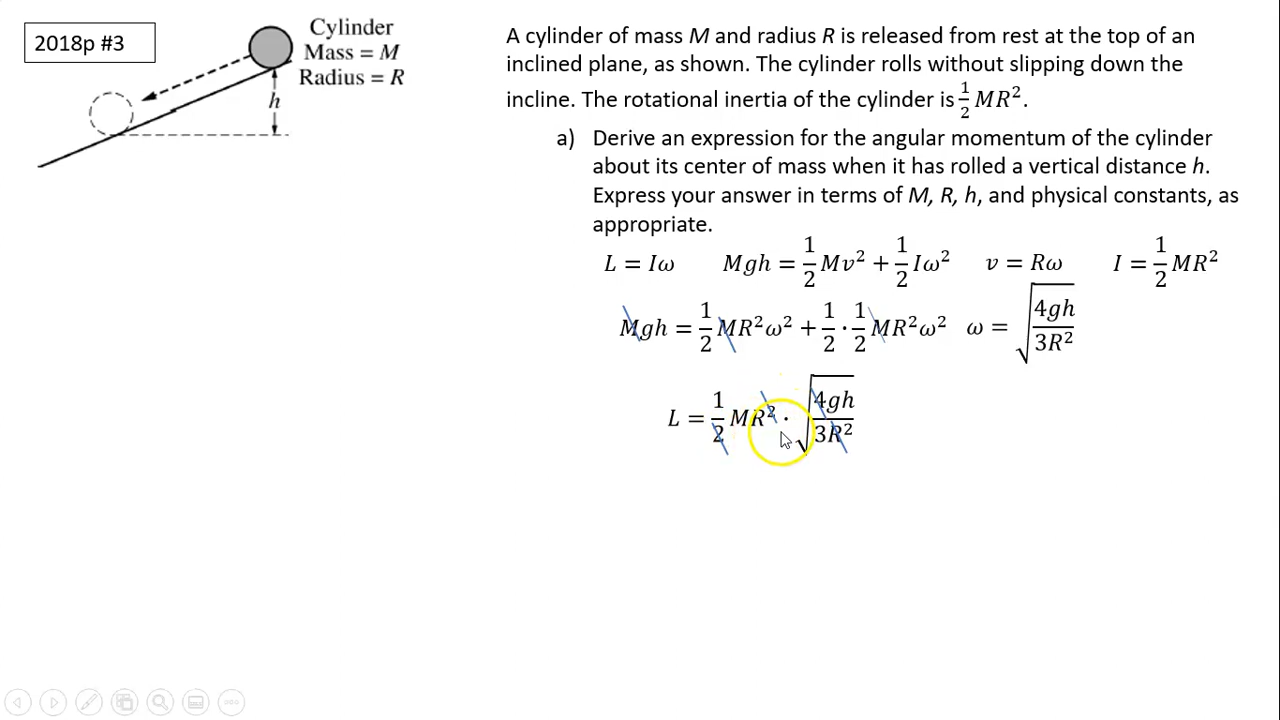 2018p #3
Cylinder
Mass = M
Radius = R
h
A cylinder of mass M and radius R is released from rest at the top of an
inclined plane, as shown. The cylinder rolls without slipping down the
incline. The rotational inertia of the cylinder is 1/2 MR².
a) Derive an expression for the angular momentum of the cylinder
about its center of mass when it has rolled a vertical distance h.
Express your answer in terms of M, R, h, and physical constants, as
appropriate.
L = Iω    Mgh = 1/2 Mv² + 1/2 Iω²    v = Rω    I = 1/2 MR²
Mgh = 1/2 MR²ω² + 1/2 · 1/2 MR²ω²    ω = √(4gh/3R²)
L = 1/2 MR² · √(4gh/3R²)